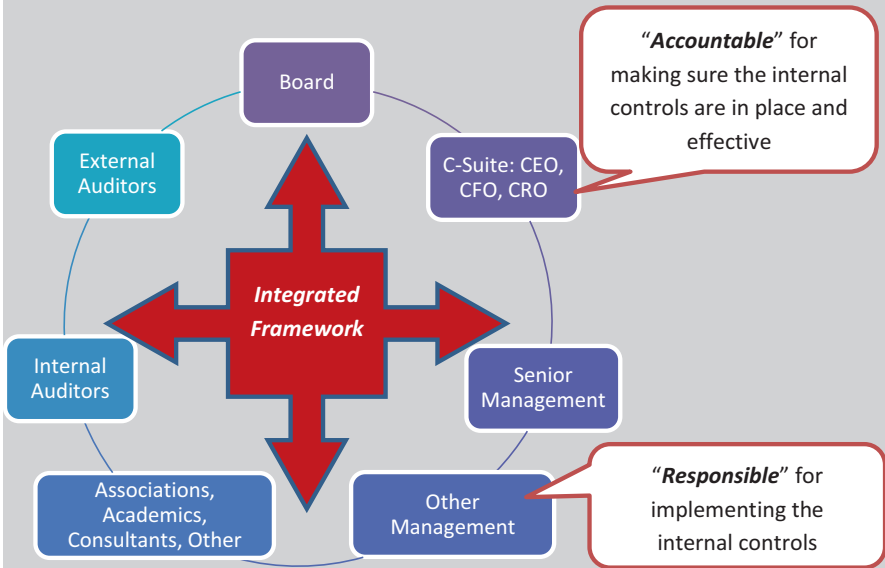 Board
“Accountable” for
making sure the internal
controls are in place and
effective
External
Auditors
C-Suite: CEO,
CFO, CRO
Integrated
Framework
Internal
Auditors
Senior
Management
Associations,
Academics,
Consultants, Other
Other
Management
“Responsible” for
implementing the
internal controls